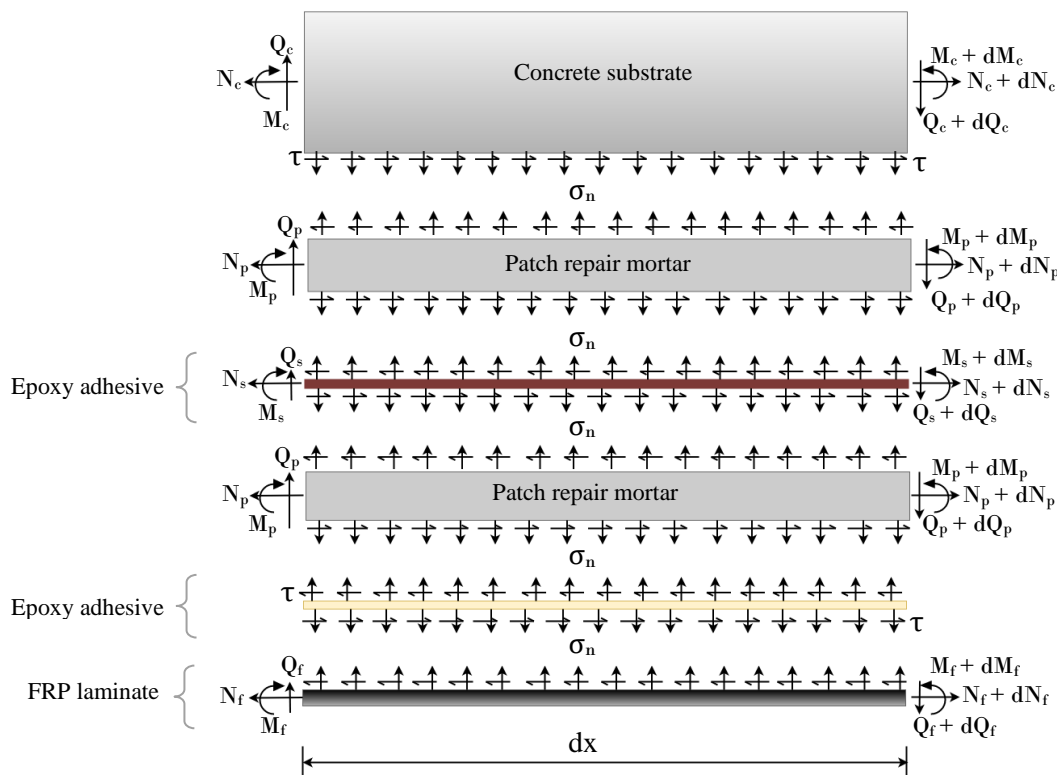 Q_c
M_c + dM_c
N_c
Concrete substrate
N_c + dN_c
M_c
Q_c + dQ_c
τ
τ
σ_n
Q_p
M_p + dM_p
N_p
Patch repair mortar
N_p + dN_p
M_p
Q_p + dQ_p
σ_n
Q_s
M_s + dM_s
Epoxy adhesive
N_s
N_s + dN_s
M_s
Q_s + dQ_s
σ_n
Q_p
M_p + dM_p
N_p
Patch repair mortar
N_p + dN_p
M_p
Q_p + dQ_p
σ_n
Epoxy adhesive
τ
τ
σ_n
Q_f
M_f + dM_f
FRP laminate
N_f
N_f + dN_f
M_f
Q_f + dQ_f
dx